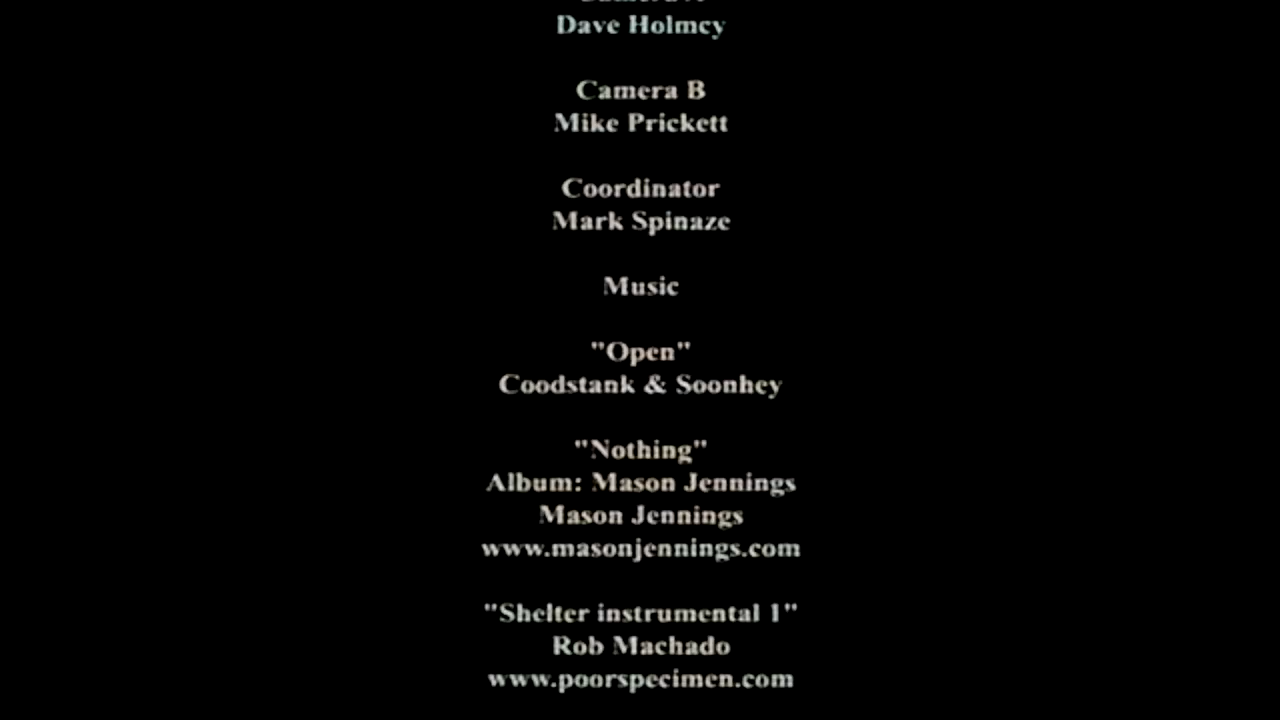 Dave Holmcy
Camera B
Mike Prickett
Coordinator
Mark Spinaze
Music
"Open"
Coodstank & Soonhey
"Nothing"
Album: Mason Jennings
Mason Jennings
www.masonjennings.com
"Shelter instrumental 1"
Rob Machado
www.poorspecimen.com